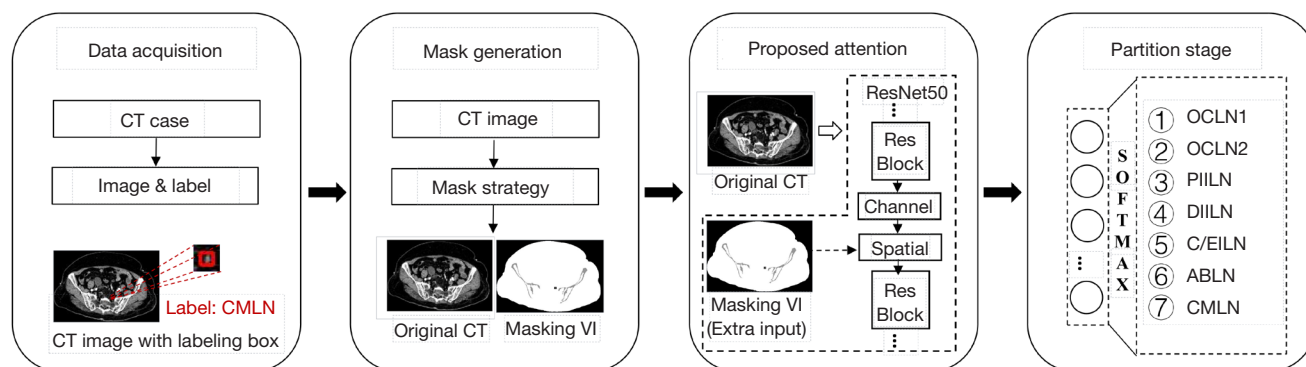 Data acquisition
CT case
Image & label
Label: CMLN
CT image with labeling box
Mask generation
CT image
Mask strategy
Original CT
Masking VI
Proposed attention
ResNet50
Res
Block
Original CT
Channel
Spatial
Masking VI
(Extra input)
Res
Block
Partition stage
SOFTMAX
① OCLN1
② OCLN2
③ PIILN
④ DIILN
⑤ C/EILN
⑥ ABLN
⑦ CMLN